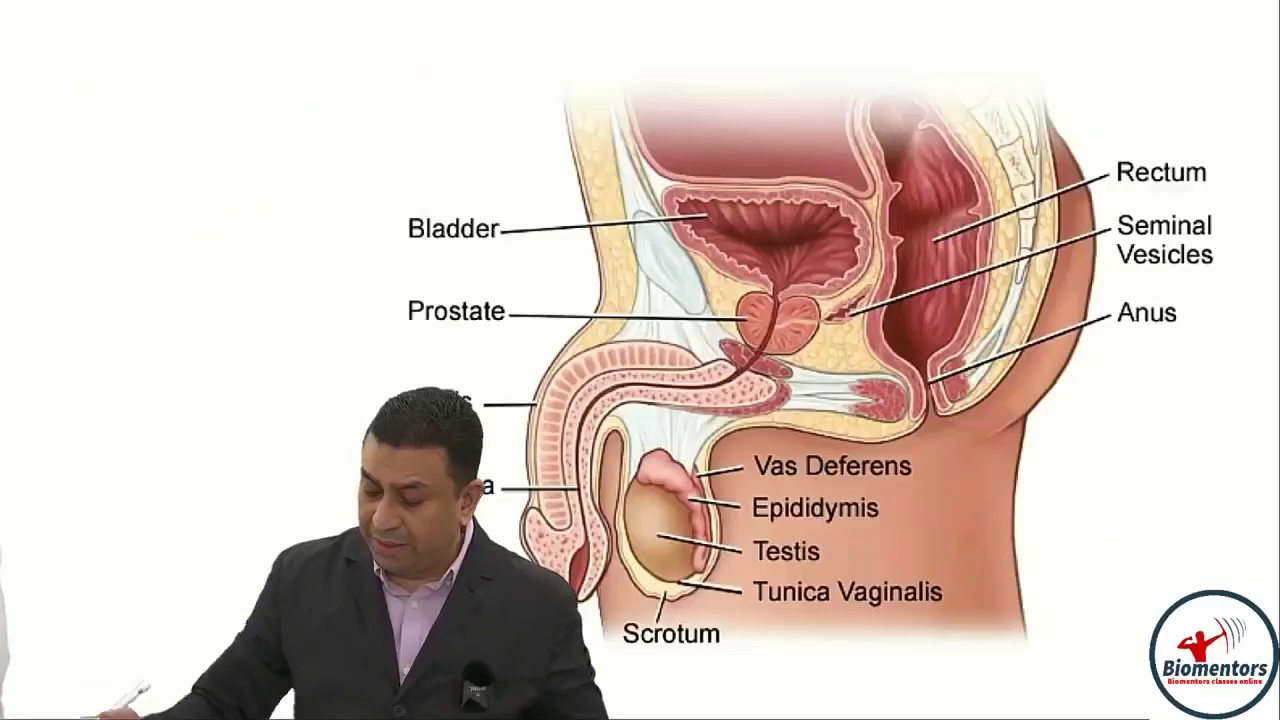 Rectum
Bladder
Seminal
Vesicles
Prostate
Anus
Vas Deferens
Epididymis
Testis
Tunica Vaginalis
Scrotum
Biomentors
Biomentors classes online